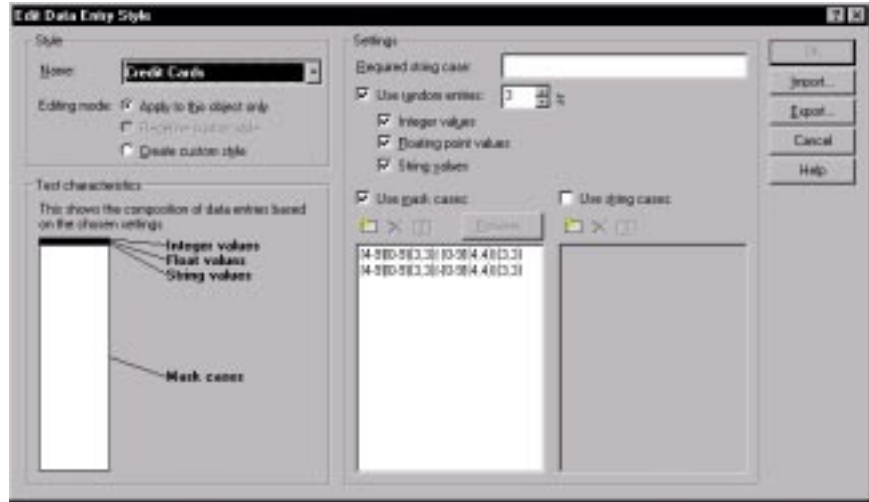 Edit Data Entry Style
Style
Name:
Credit Cards
Editing mode:
Apply to this object only
Create custom style
Test characteristics
This shows the composition of data entries based
on the chosen settings
Integer values
Float values
String values
Mask cases
Settings
Required string case:
Use random entries:
3
%
Integer values
Floating point values
String values
Use mask cases:
Use string cases:
Import...
Export...
Cancel
Help